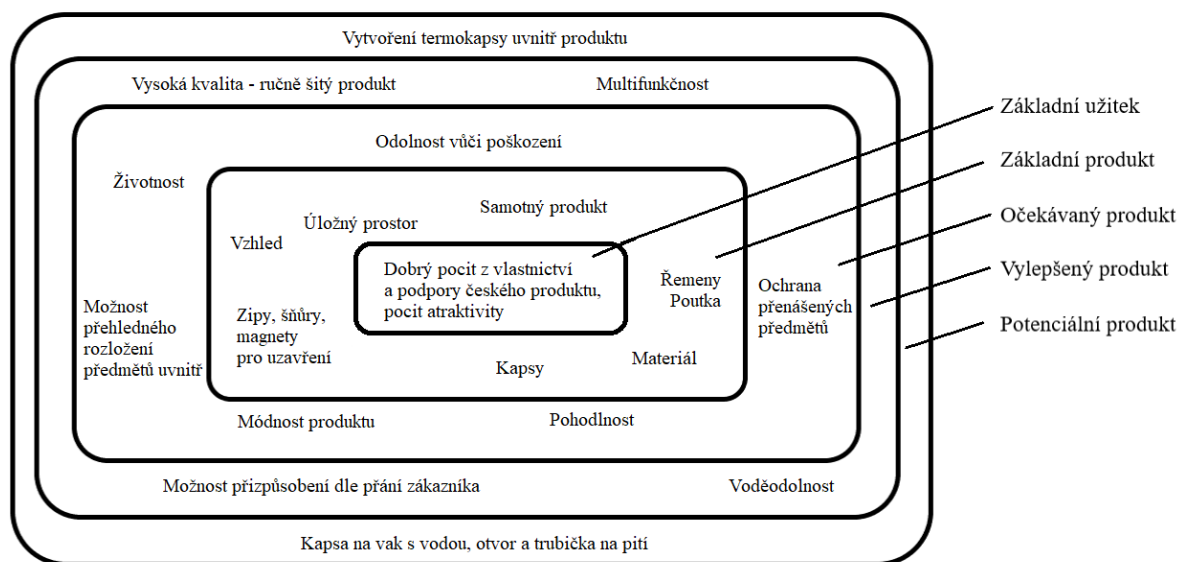 Vytvoření termokapsy uvnitř produktu
Vysoká kvalita - ručně šitý produkt
Multifunkčnost
Odolnost vůči poškození
Životnost
Samotný produkt
Úložný prostor
Vzhled
Dobrý pocit z vlastnictví
a podpory českého produktu,
pocit atraktivity
Řemeny
Poutka
Ochrana
přenášených
předmětů
Možnost
přehledného
rozložení
předmětů uvnitř
Zipy, šňůry,
magnety
pro uzavření
Kapsy
Materiál
Módnost produktu
Pohodlnost
Možnost přizpůsobení dle přání zákazníka
Voděodolnost
Kapsa na vak s vodou, otvor a trubička na pití
Základní užitek
Základní produkt
Očekávaný produkt
Vylepšený produkt
Potenciální produkt